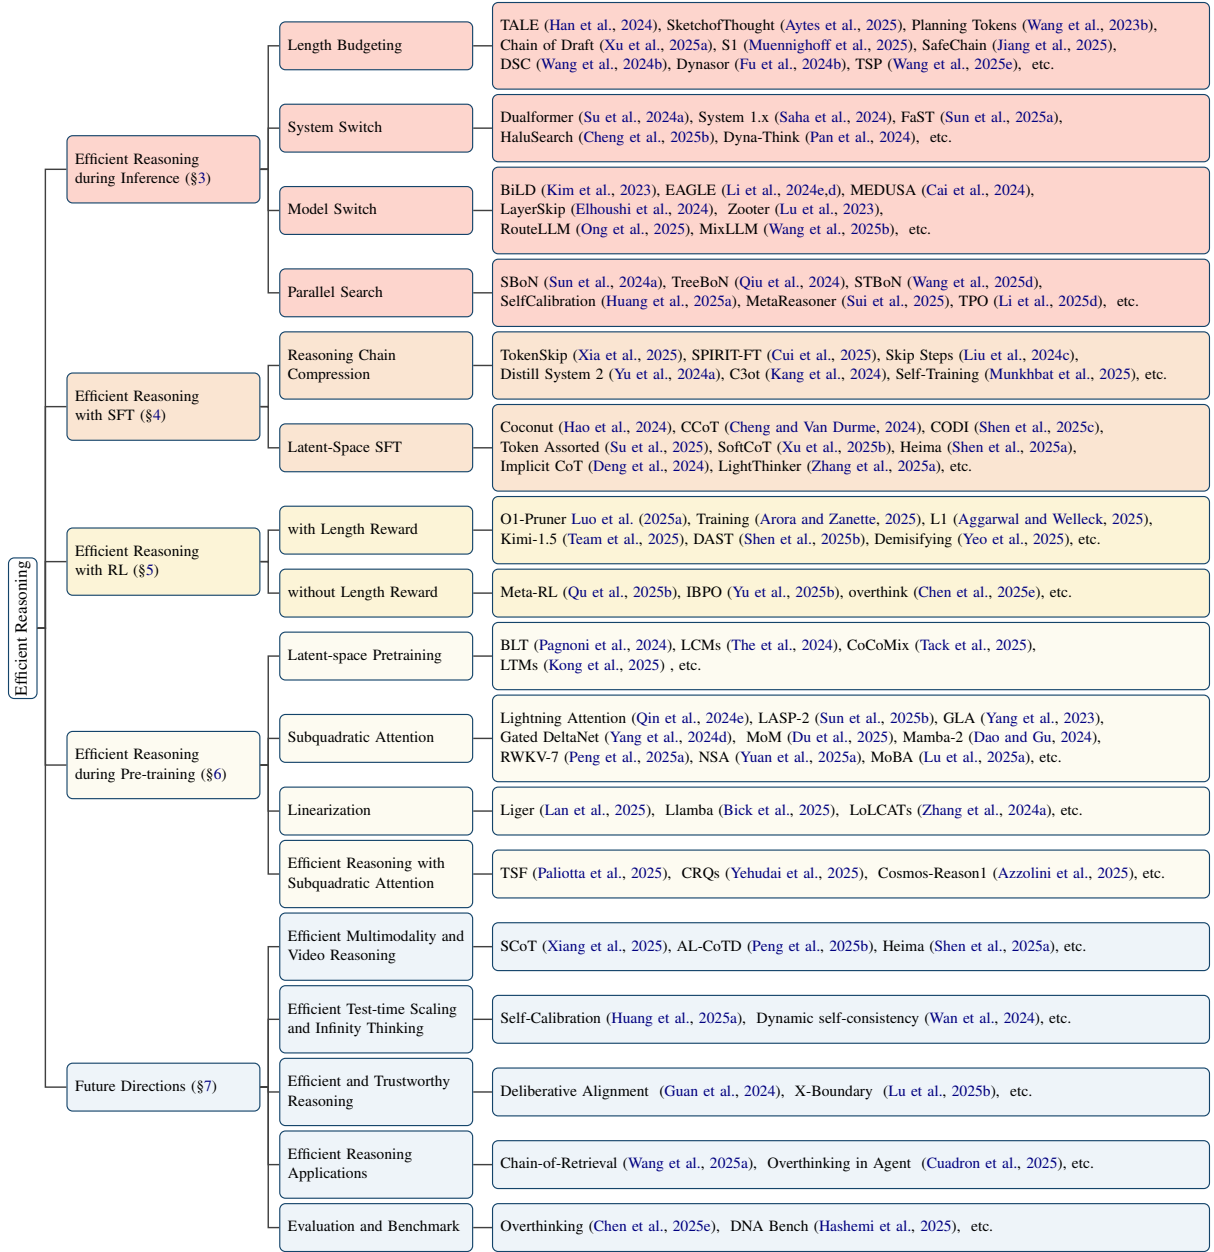 Efficient Reasoning
Efficient Reasoning
during Inference (§3)
Length Budgeting
TALE (Han et al., 2024), SketchofThought (Aytes et al., 2025), Planning Tokens (Wang et al., 2023b),
Chain of Draft (Xu et al., 2025a), S1 (Muennighoff et al., 2025), SafeChain (Jiang et al., 2025),
DSC (Wang et al., 2024b), Dynasor (Fu et al., 2024b), TSP (Wang et al., 2025e), etc.
System Switch
Dualformer (Su et al., 2024a), System 1.x (Saha et al., 2024), FaST (Sun et al., 2025a),
HaluSearch (Cheng et al., 2025b), Dyna-Think (Pan et al., 2024), etc.
Model Switch
BiLD (Kim et al., 2023), EAGLE (Li et al., 2024e,d), MEDUSA (Cai et al., 2024),
LayerSkip (Elhoushi et al., 2024), Zooter (Lu et al., 2023),
RouteLLM (Ong et al., 2025), MixLLM (Wang et al., 2025b), etc.
Parallel Search
SBoN (Sun et al., 2024a), TreeBoN (Qiu et al., 2024), STBoN (Wang et al., 2025d),
SelfCalibration (Huang et al., 2025a), MetaReasoner (Sui et al., 2025), TPO (Li et al., 2025d), etc.
Efficient Reasoning
with SFT (§4)
Reasoning Chain
Compression
TokenSkip (Xia et al., 2025), SPIRIT-FT (Cui et al., 2025), Skip Steps (Liu et al., 2024c),
Distill System 2 (Yu et al., 2024a), C3ot (Kang et al., 2024), Self-Training (Munkhbat et al., 2025), etc.
Latent-Space SFT
Coconut (Hao et al., 2024), CCoT (Cheng and Van Durme, 2024), CODI (Shen et al., 2025c),
Token Assorted (Su et al., 2025), SoftCoT (Xu et al., 2025b), Heima (Shen et al., 2025a),
Implicit CoT (Deng et al., 2024), LightThinker (Zhang et al., 2025a), etc.
Efficient Reasoning
with RL (§5)
with Length Reward
O1-Pruner Luo et al. (2025a), Training (Arora and Zanette, 2025), L1 (Aggarwal and Welleck, 2025),
Kimi-1.5 (Team et al., 2025), DAST (Shen et al., 2025b), Demisifying (Yeo et al., 2025), etc.
without Length Reward
Meta-RL (Qu et al., 2025b), IBPO (Yu et al., 2025b), overthink (Chen et al., 2025e), etc.
Efficient Reasoning
during Pre-training (§6)
Latent-space Pretraining
BLT (Pagnoni et al., 2024), LCMs (The et al., 2024), CoCoMix (Tack et al., 2025),
LTMs (Kong et al., 2025) , etc.
Subquadratic Attention
Lightning Attention (Qin et al., 2024e), LASP-2 (Sun et al., 2025b), GLA (Yang et al., 2023),
Gated DeltaNet (Yang et al., 2024d), MoM (Du et al., 2025), Mamba-2 (Dao and Gu, 2024),
RWKV-7 (Peng et al., 2025a), NSA (Yuan et al., 2025a), MoBA (Lu et al., 2025a), etc.
Linearization
Liger (Lan et al., 2025), Llamba (Bick et al., 2025), LoLCATs (Zhang et al., 2024a), etc.
Efficient Reasoning with
Subquadratic Attention
TSF (Paliotta et al., 2025), CRQs (Yehudai et al., 2025), Cosmos-Reason1 (Azzolini et al., 2025), etc.
Future Directions (§7)
Efficient Multimodality and
Video Reasoning
SCoT (Xiang et al., 2025), AL-CoTD (Peng et al., 2025b), Heima (Shen et al., 2025a), etc.
Efficient Test-time Scaling
and Infinity Thinking
Self-Calibration (Huang et al., 2025a), Dynamic self-consistency (Wan et al., 2024), etc.
Efficient and Trustworthy
Reasoning
Deliberative Alignment (Guan et al., 2024), X-Boundary (Lu et al., 2025b), etc.
Efficient Reasoning
Applications
Chain-of-Retrieval (Wang et al., 2025a), Overthinking in Agent (Cuadron et al., 2025), etc.
Evaluation and Benchmark
Overthinking (Chen et al., 2025e), DNA Bench (Hashemi et al., 2025), etc.